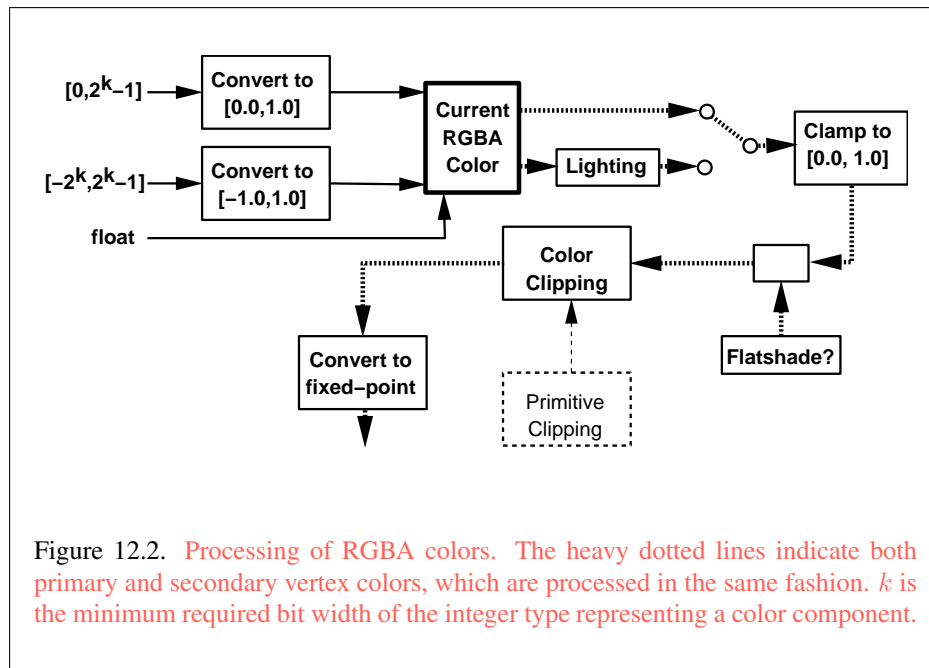 [0,2^k−1]
Convert to
[0.0,1.0]
Current
RGBA
Color
Clamp to
[0.0, 1.0]
Lighting
[−2^k,2^k−1]
Convert to
[−1.0,1.0]
float
Color
Clipping
Flatshade?
Convert to
fixed−point
Primitive
Clipping
Figure 12.2. Processing of RGBA colors. The heavy dotted lines indicate both
primary and secondary vertex colors, which are processed in the same fashion. k is
the minimum required bit width of the integer type representing a color component.